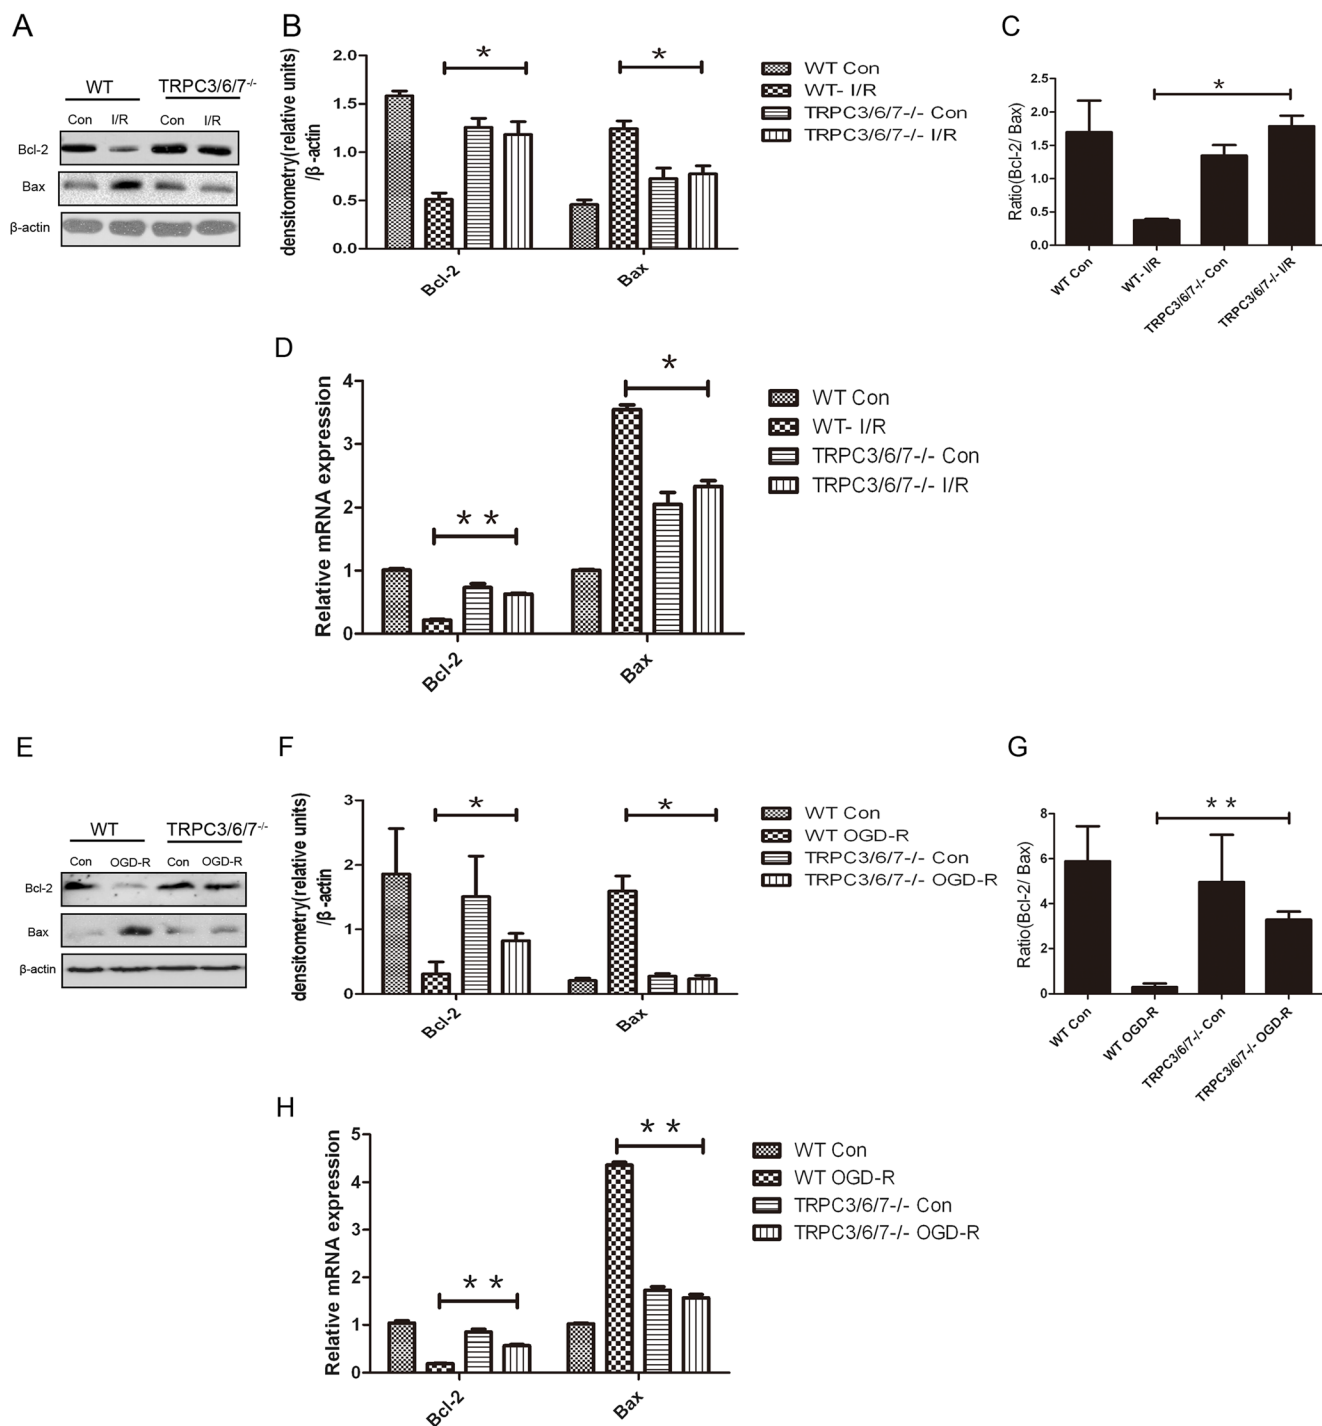 A
WT TRPC3/6/7-/-
Con I/R Con I/R
Bcl-2
Bax
β-actin
B
densitometry(relative units)
/β-actin
2.0
1.5
1.0
0.5
0.0
*
*
Bcl-2
Bax
WT Con
WT- I/R
TRPC3/6/7-/- Con
TRPC3/6/7-/- I/R
C
Ratio(Bcl-2/ Bax)
2.5
2.0
1.5
1.0
0.5
0.0
*
WT Con
WT- I/R
TRPC3/6/7-/- Con
TRPC3/6/7-/- I/R
D
Relative mRNA expression
4
3
2
1
0
* *
*
Bcl-2
Bax
WT Con
WT- I/R
TRPC3/6/7-/- Con
TRPC3/6/7-/- I/R
E
WT TRPC3/6/7-/-
Con OGD-R Con OGD-R
Bcl-2
Bax
β-actin
F
densitometry(relative units)
/β-actin
3
2
1
0
*
*
Bcl-2
Bax
WT Con
WT OGD-R
TRPC3/6/7-/- Con
TRPC3/6/7-/- OGD-R
G
Ratio(Bcl-2/ Bax)
8
6
4
2
0
* *
WT Con
WT OGD-R
TRPC3/6/7-/- Con
TRPC3/6/7-/- OGD-R
H
Relative mRNA expression
5
4
3
2
1
0
* *
* *
Bcl-2
Bax
WT Con
WT OGD-R
TRPC3/6/7-/- Con
TRPC3/6/7-/- OGD-R